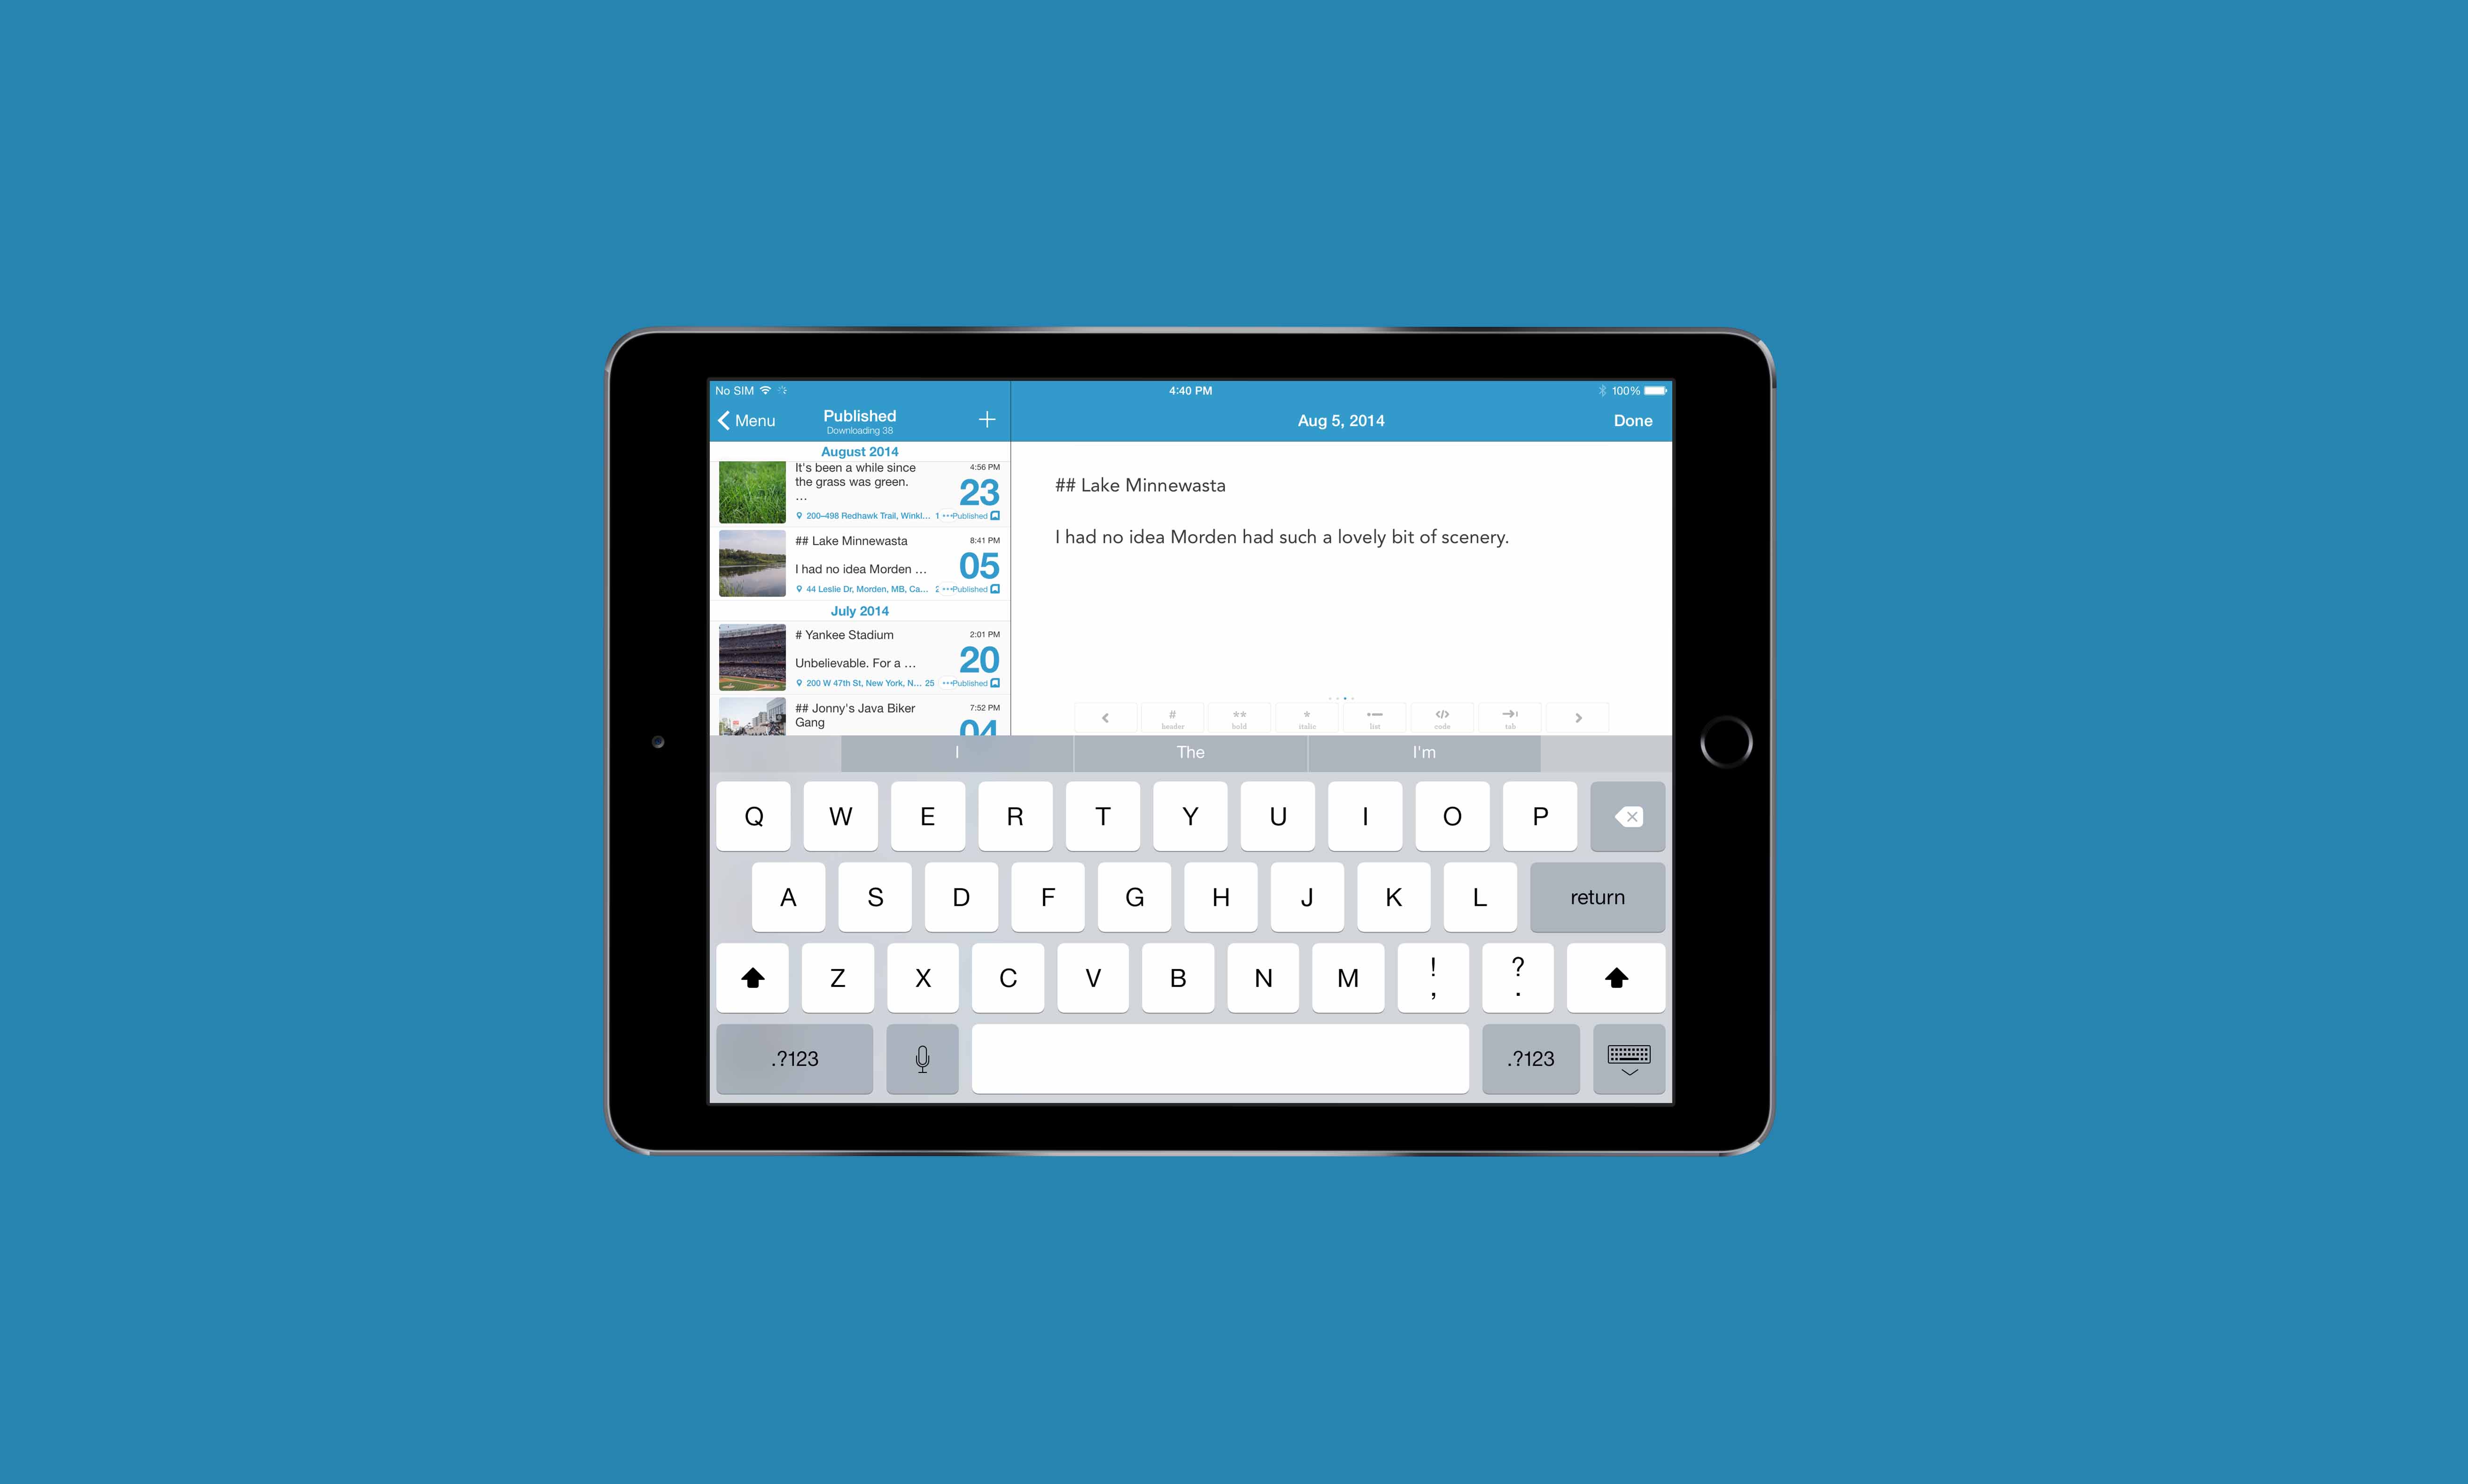 No SIM
4:40 PM
100%
Menu
Published
Downloading 38
Aug 5, 2014
Done
August 2014
It's been a while since
the grass was green.
...
4:56 PM
23
200–498 Redhawk Trail, Winkl... 1 Published
## Lake Minnewasta
8:41 PM
I had no idea Morden ...
05
44 Leslie Dr, Morden, MB, Ca... Published
July 2014
# Yankee Stadium
2:01 PM
Unbelievable. For a ...
20
200 W 47th St, New York, N... 25 Published
## Jonny's Java Biker
Gang
7:52 PM
04
## Lake Minnewasta
I had no idea Morden had such a lovely bit of scenery.
# ** * </>
header bold italic list code tab
I The I'm
Q W E R T Y U I O P
A S D F G H J K L return
Z X C V B N M ! , ? .
.?123 .?123